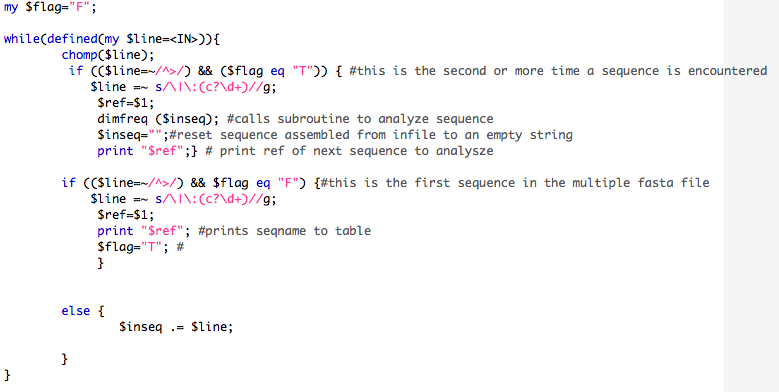 my $flag="F";
while(defined(my $line=<IN>)){
chomp($line);
if (($line=~/^>/) && ($flag eq "T")) { #this is the second or more time a sequence is encountered
$line =~ s/\|\:(c?\d+)//g;
$ref=$1;
dimfreq ($inseq); #calls subroutine to analyze sequence
$inseq="";#reset sequence assembled from infile to an empty string
print "$ref";} # print ref of next sequence to analysze
if (($line=~/^>/) && $flag eq "F") {#this is the first sequence in the multiple fasta file
$line =~ s/\|\:(c?\d+)//g;
$ref=$1;
print "$ref"; #prints seqname to table
$flag="T"; #
}
else {
$inseq .= $line;
}
}